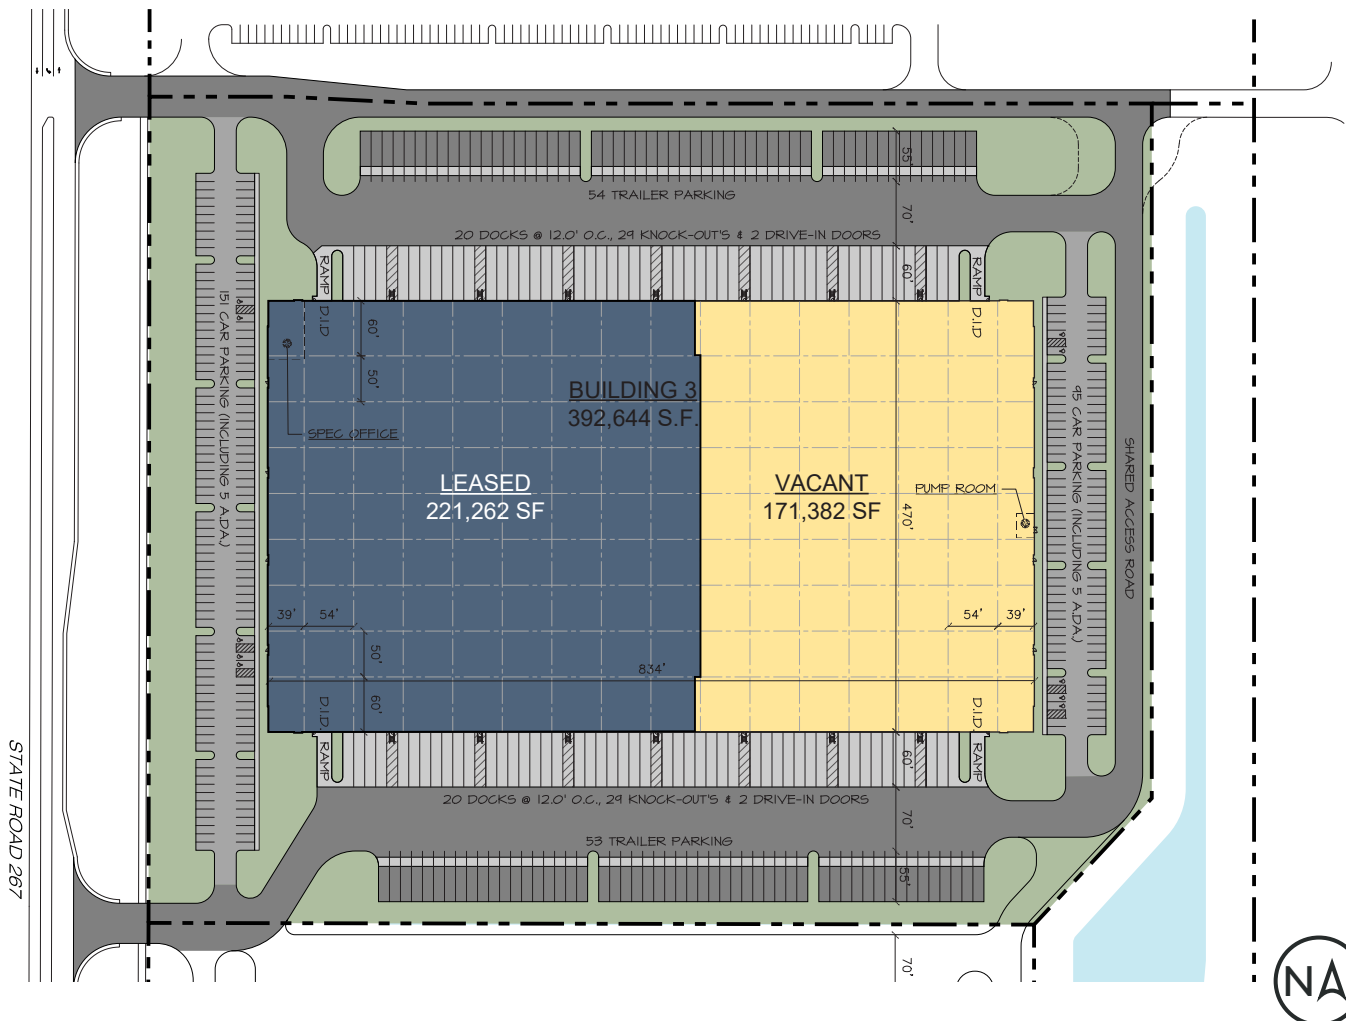 55'
54 TRAILER PARKING
70'
20 DOCKS @ 12.0' O.C., 29 KNOCK-OUT'S & 2 DRIVE-IN DOORS
RAMP
60'
RAMP
D.I.D
D.I.D
60'
50'
151 CAR PARKING (INCLUDING 5 A.D.A.)
BUILDING 3
392,644 S.F.
SPEC OFFICE
LEASED
221,262 SF
VACANT
171,382 SF
PUMP ROOM
470'
95 CAR PARKING (INCLUDING 5 A.D.A.)
SHARED ACCESS ROAD
39'
54'
54'
39'
50'
834'
60'
D.I.D.
D.I.D.
RAMP
60'
RAMP
20 DOCKS @ 12.0' O.C., 29 KNOCK-OUT'S & 2 DRIVE-IN DOORS
70'
53 TRAILER PARKING
55'
STATE ROAD 267
70'
N